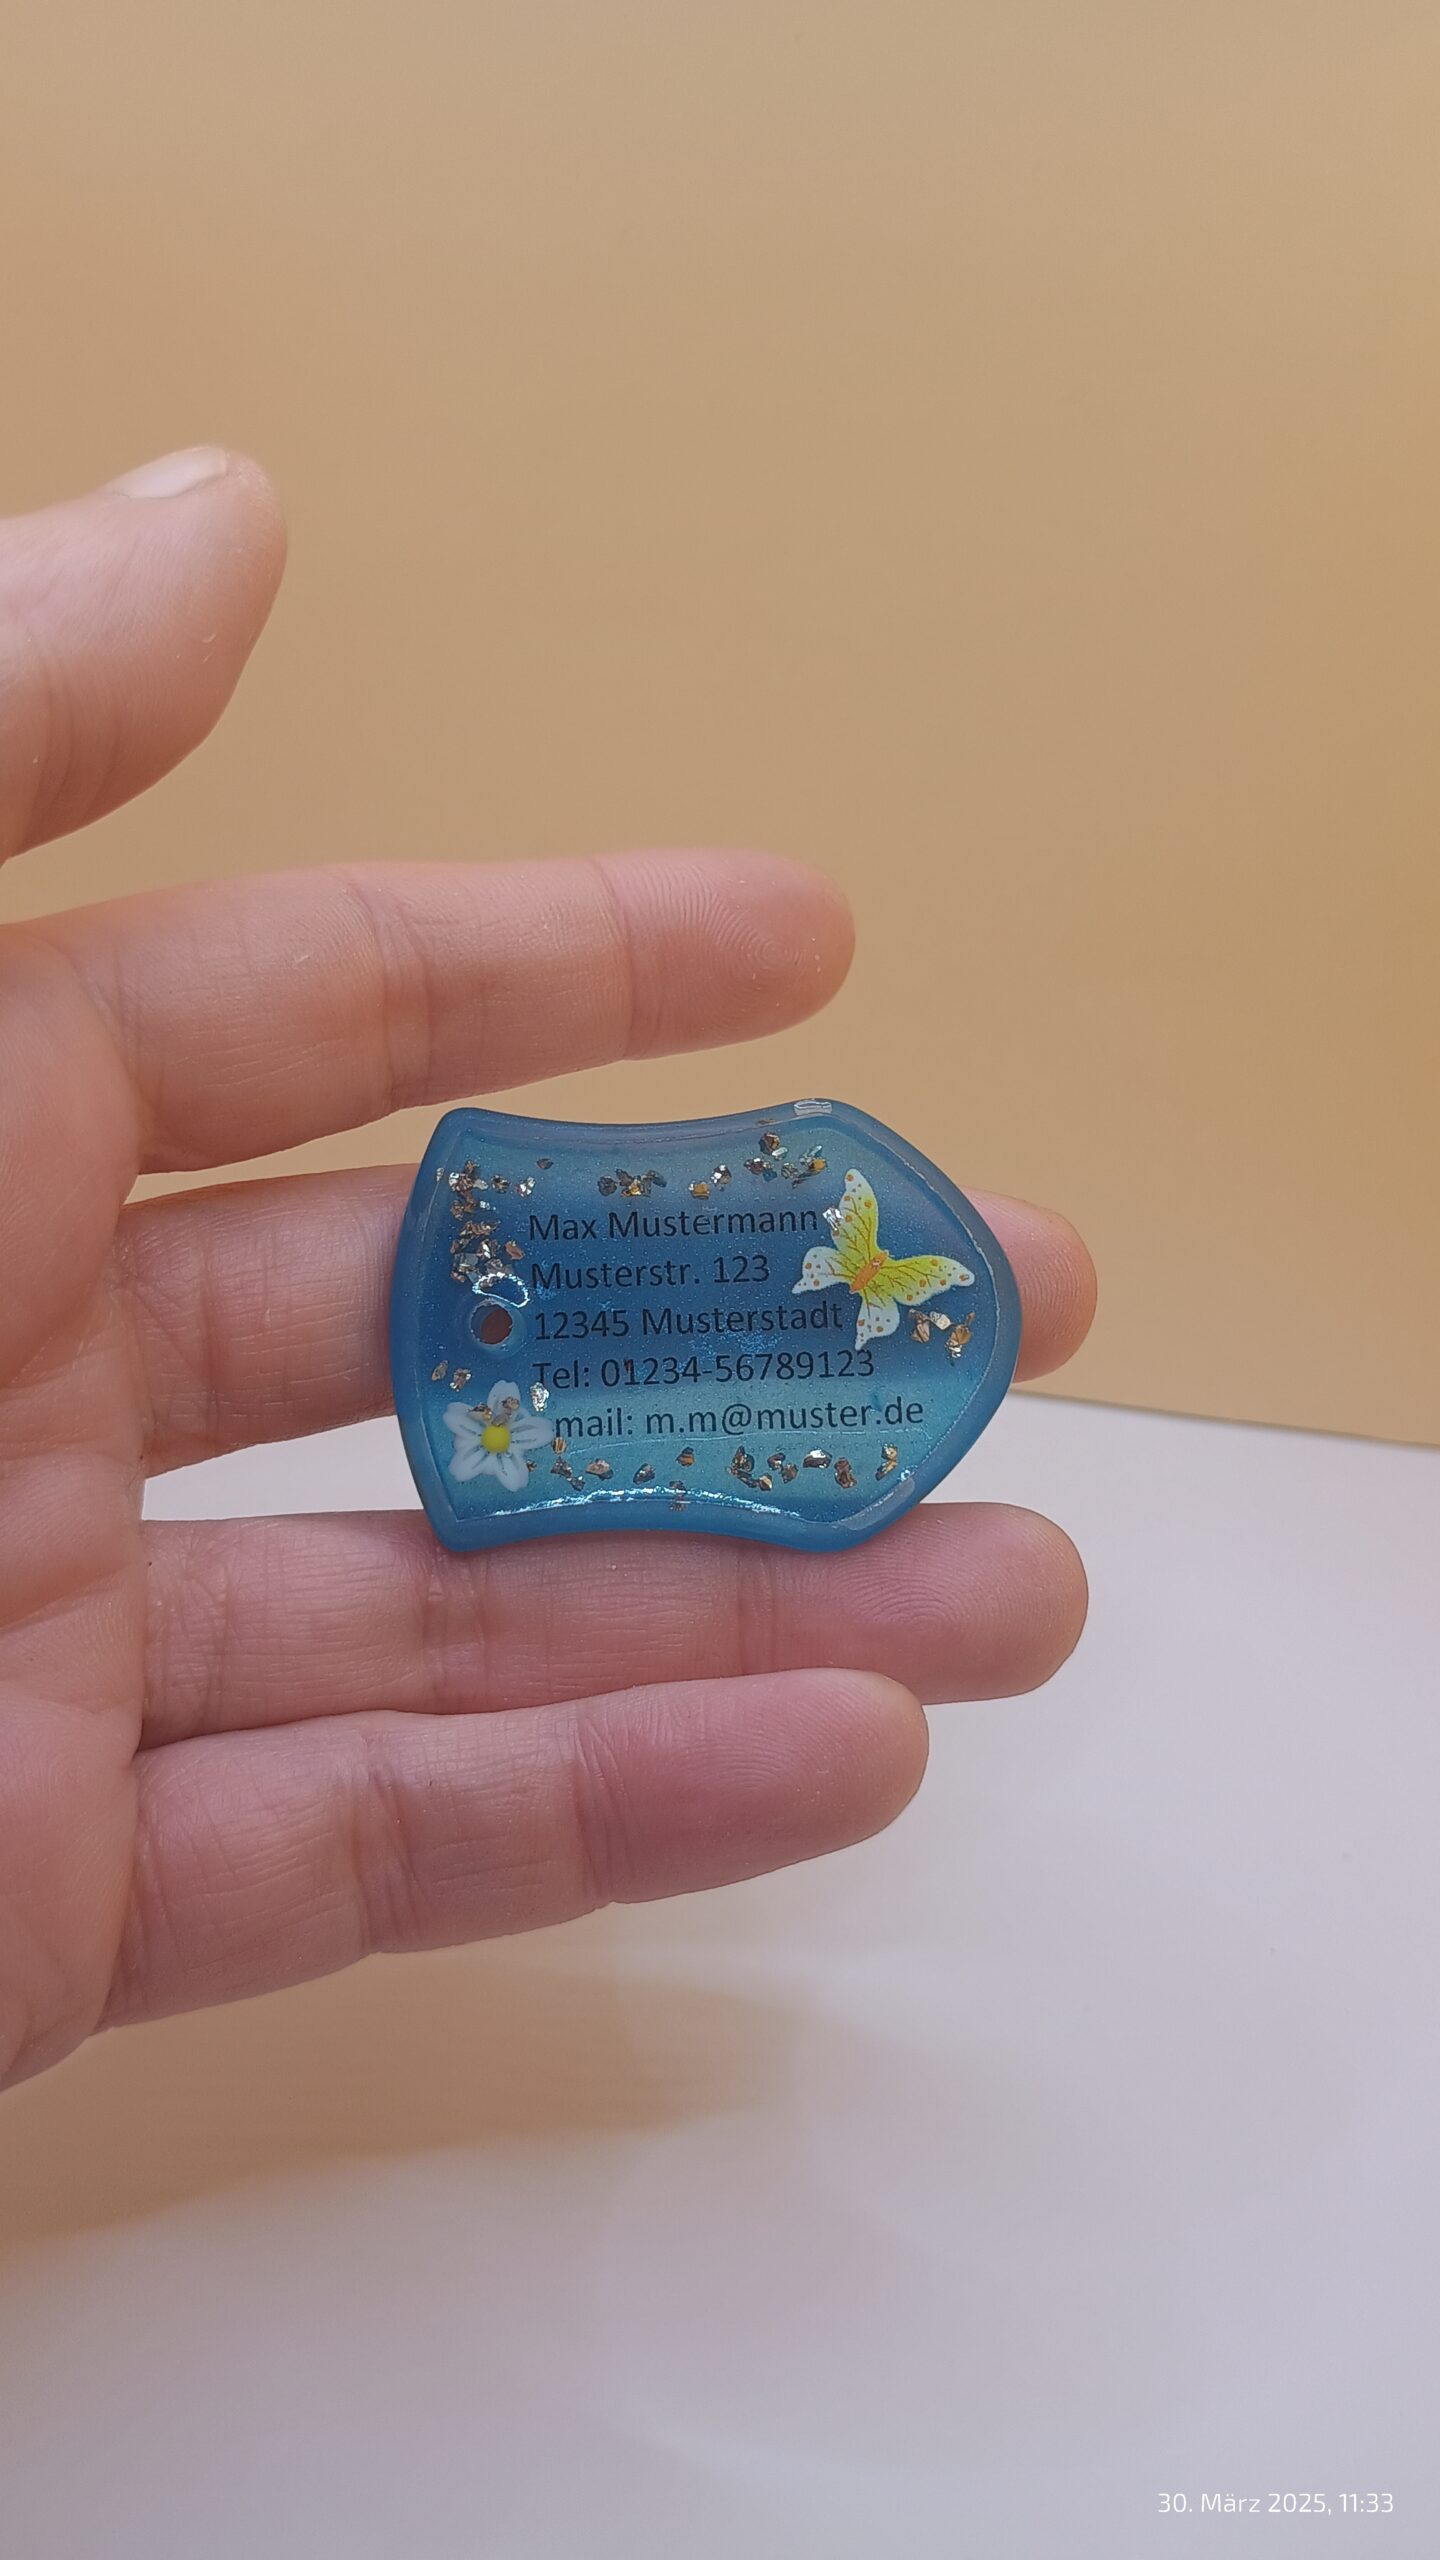 Max Mustermann
Musterstr. 123
12345 Musterstadt
Tel: 01234-56789123
mail: m.m@muster.de
30. März 2025, 11:33